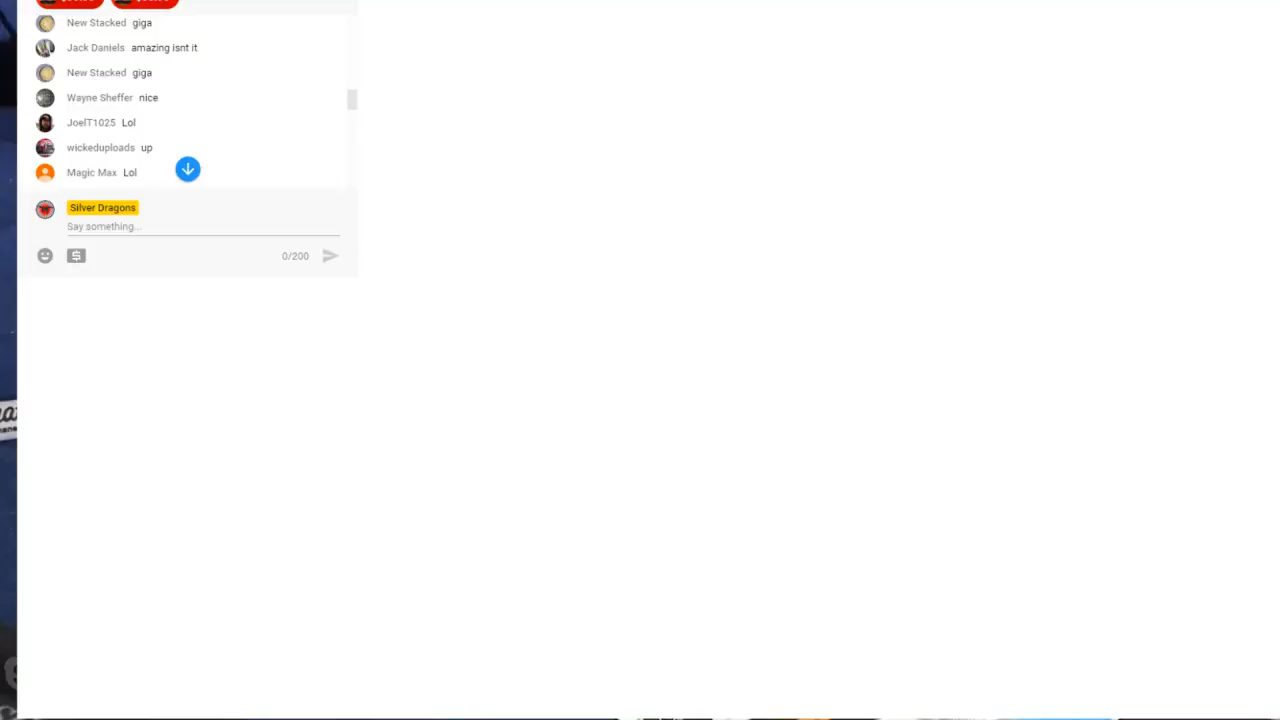 New Stacked giga
Jack Daniels amazing isnt it
New Stacked giga
Wayne Sheffer nice
JoelT1025 Lol
wickeduploads up
Magic Max Lol
Silver Dragons
Say something...
0/200